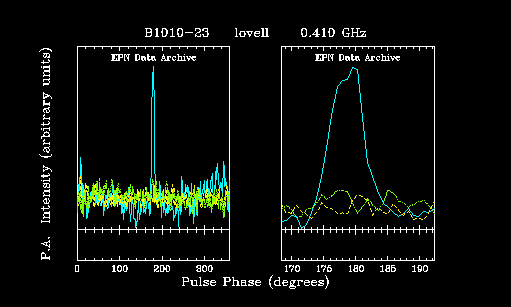 B1010-23 lovell 0.410 GHz
EPN Data Archive EPN Data Archive
P.A. Intensity (arbitrary units)
0 100 200 300 170 175 180 185 190
Pulse Phase (degrees)